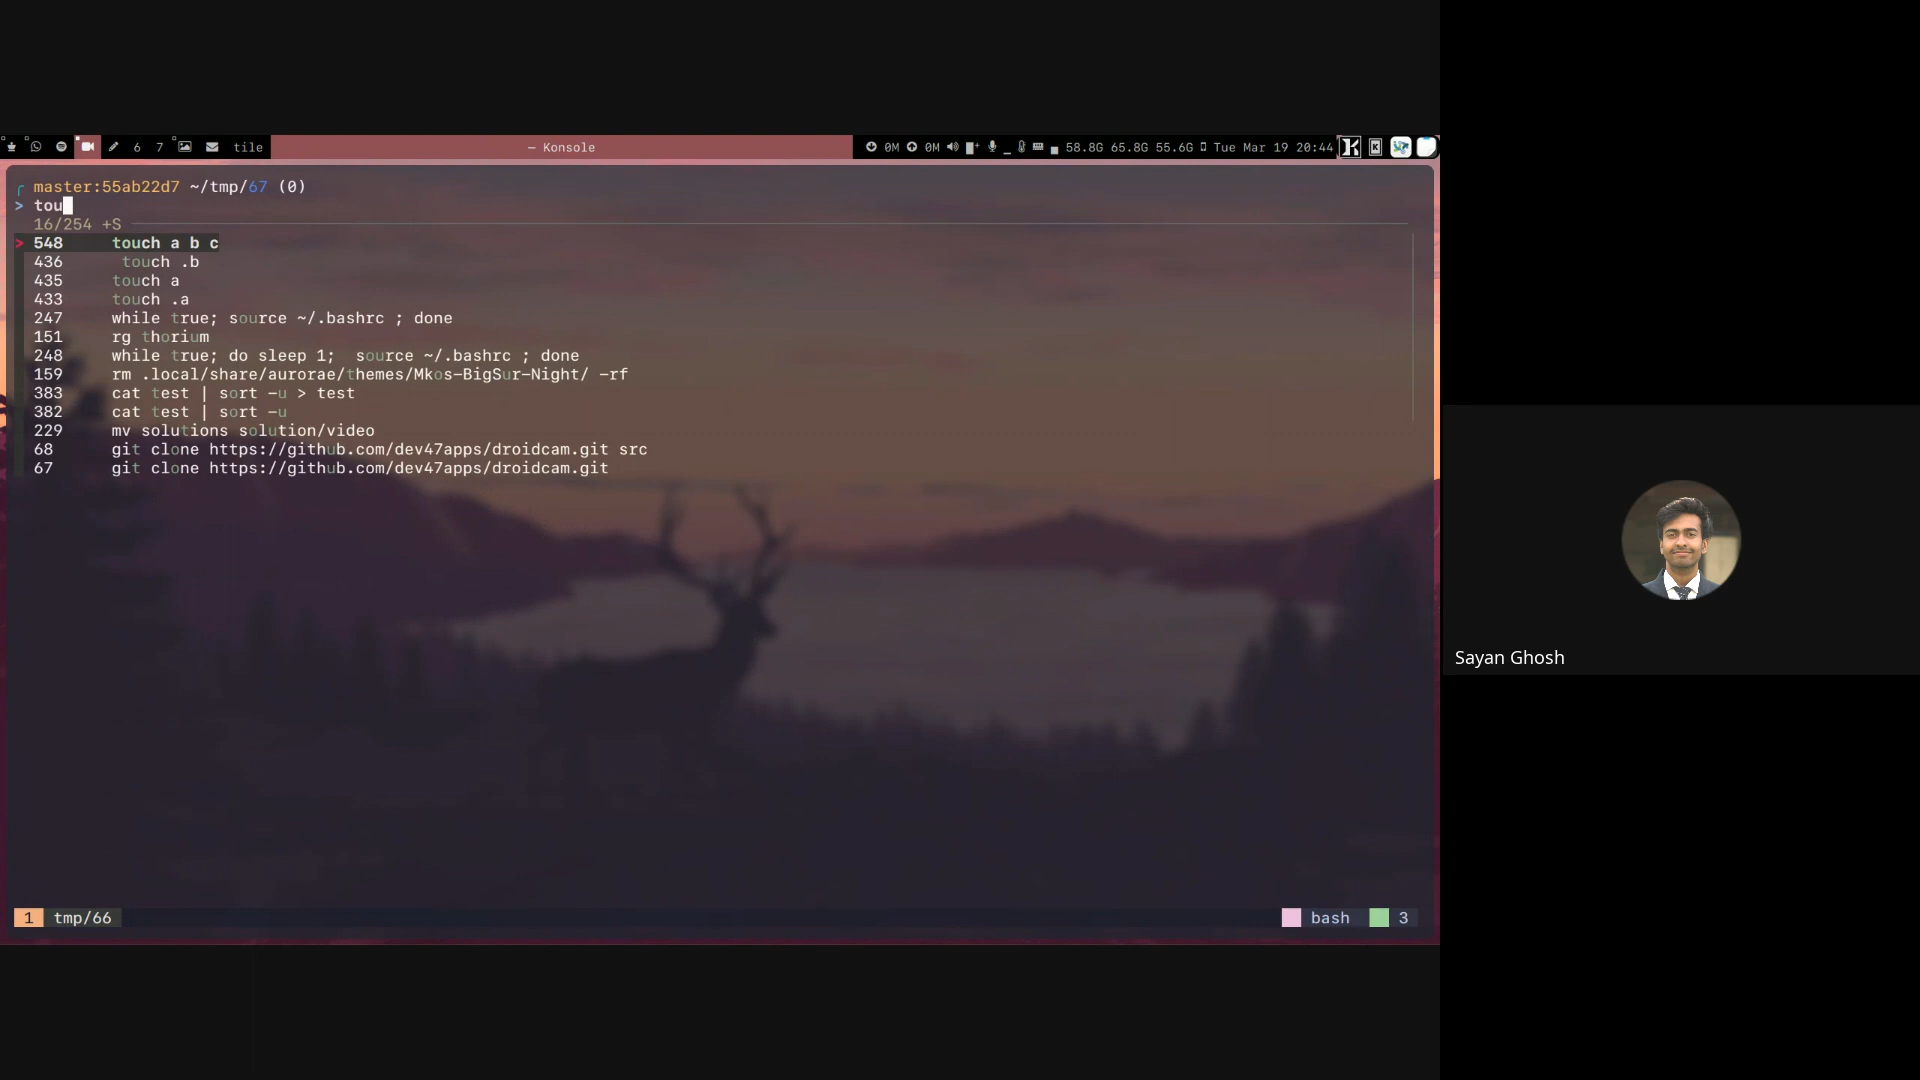 6 7 tile — Konsole 0M 0M _ 58.8G 65.8G 55.6G Tue Mar 19 20:44
master:55ab22d7 ~/tmp/67 (0)
> tou
16/254 +S
> 548 touch a b c
436 touch .b
435 touch a
433 touch .a
247 while true; source ~/.bashrc ; done
151 rg thorium
248 while true; do sleep 1;  source ~/.bashrc ; done
159 rm .local/share/aurorae/themes/Mkos-BigSur-Night/ -rf
383 cat test | sort -u > test
382 cat test | sort -u
229 mv solutions solution/video
68 git clone https://github.com/dev47apps/droidcam.git src
67 git clone https://github.com/dev47apps/droidcam.git
Sayan Ghosh
1 tmp/66 bash 3